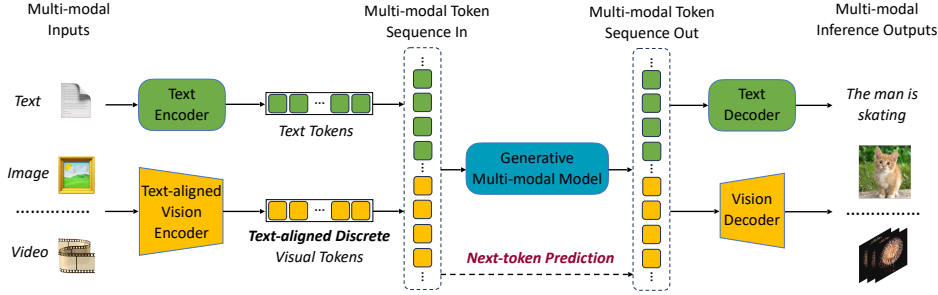 Multi-modal
Inputs
Multi-modal Token
Sequence In
Multi-modal Token
Sequence Out
Multi-modal
Inference Outputs
Text
Text
Encoder
...
Text Tokens
Text
Decoder
The man is
skating
Generative
Multi-modal Model
Image
Video
Text-aligned
Vision
Encoder
...
Text-aligned Discrete
Visual Tokens
Vision
Decoder
Next-token Prediction